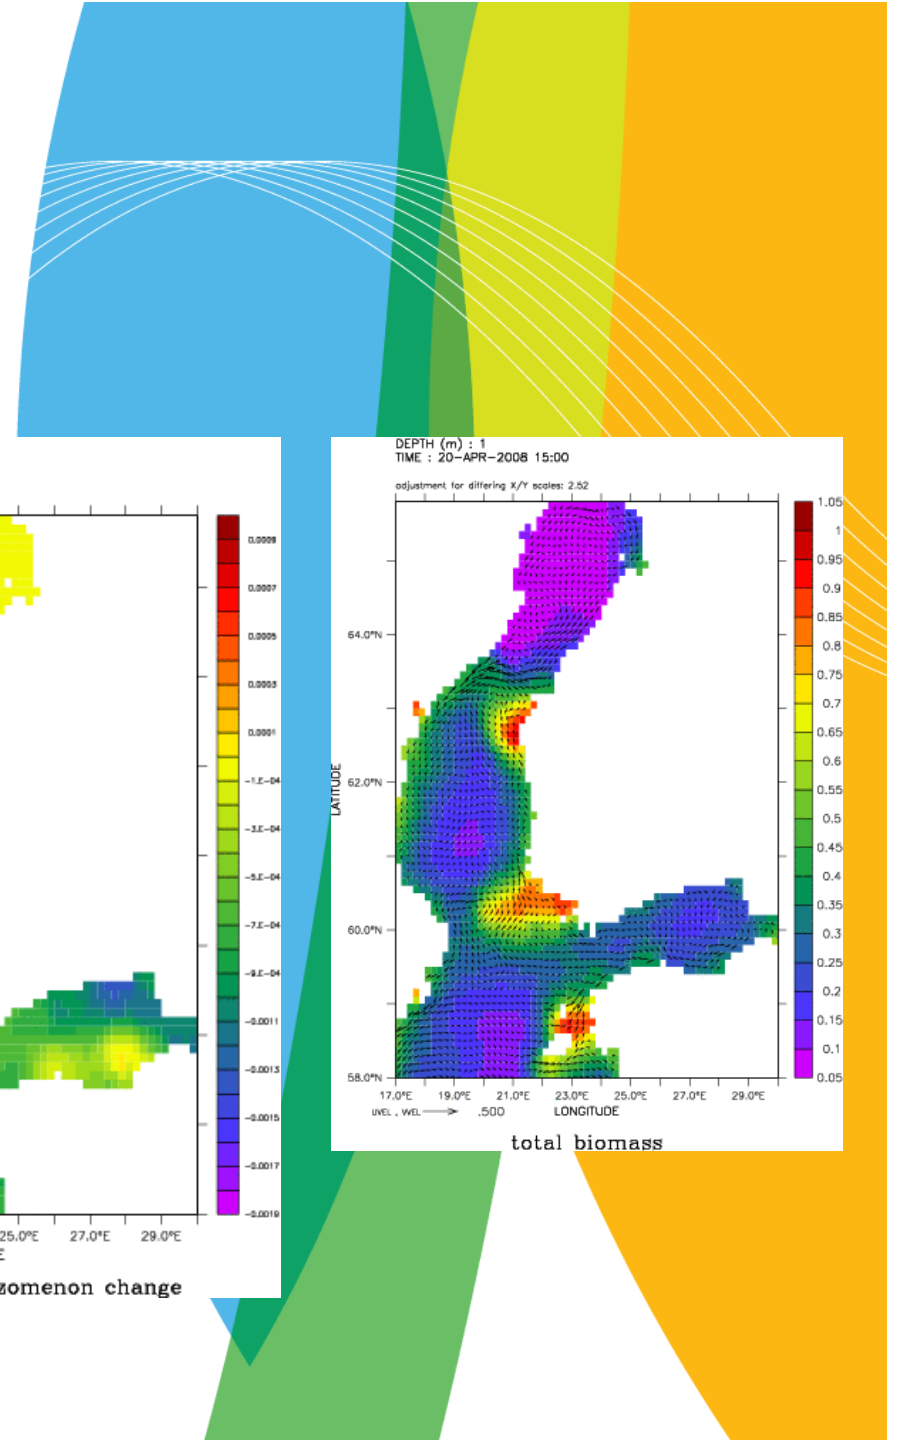 DEPTH (m) : 1
TIME : 20-APR-2008 15:00
adjustment for differing X/Y scales: 2.52
0.0009
0.0007
0.0005
0.0003
0.0001
-1.E-04
-3.E-04
-5.E-04
-7.E-04
-9.E-04
-0.0011
-0.0013
-0.0015
-0.0017
-0.0019
25.0°E 27.0°E 29.0°E
E
zomenon change
LATITUDE
64.0°N
62.0°N
60.0°N
58.0°N
17.0°E 19.0°E 21.0°E 23.0°E 25.0°E 27.0°E 29.0°E
LONGITUDE
.500
total biomass
1.05
1
0.95
0.9
0.85
0.8
0.75
0.7
0.65
0.6
0.55
0.5
0.45
0.4
0.35
0.3
0.25
0.2
0.15
0.1
0.05